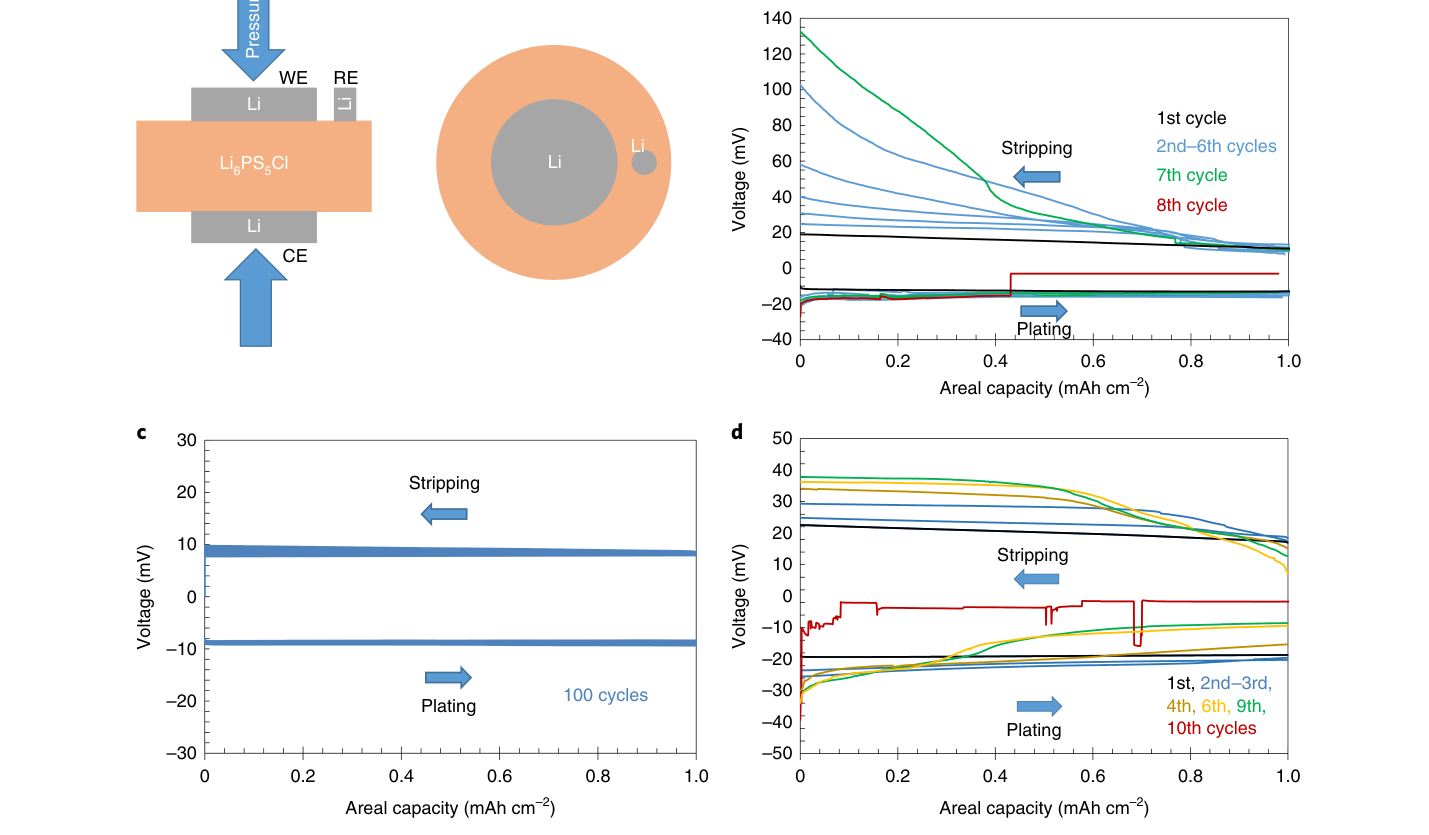 Pressur
WE
RE
Li
Li
Li6PS5Cl
Li
CE
Li
Li
140
120
100
80
60
40
20
0
–20
–40
Voltage (mV)
1st cycle
2nd–6th cycles
7th cycle
8th cycle
Stripping
Plating
0
0.2
0.4
0.6
0.8
1.0
Areal capacity (mAh cm–2)
c
30
20
10
0
–10
–20
–30
Voltage (mV)
Stripping
Plating
100 cycles
0
0.2
0.4
0.6
0.8
1.0
Areal capacity (mAh cm–2)
d
50
40
30
20
10
0
–10
–20
–30
–40
–50
Voltage (mV)
Stripping
Plating
1st, 2nd–3rd,
4th, 6th, 9th,
10th cycles
0
0.2
0.4
0.6
0.8
1.0
Areal capacity (mAh cm–2)